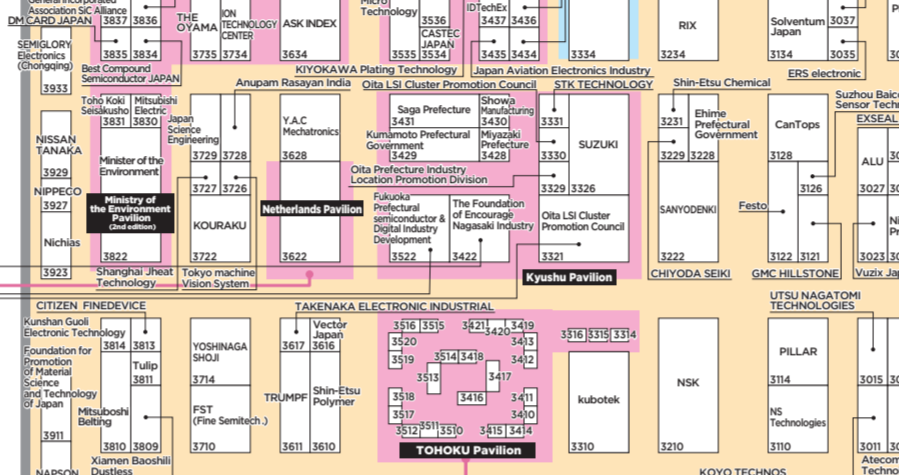 General Incorporated
Association SiC Alliance
DM CARD JAPAN
3837
3836
THE
OYAMA
ION
TECHNOLOGY
CENTER
ASK INDEX
Micro
Technology
3536
CASTEC
JAPAN
IDTechEx
3437
3436
RIX
Solventum
Japan
3037
SEMIGLORY
Electronics
(Chongqing)
3835
3834
3735
3734
3634
3535
3534
3435
3434
3334
3234
3134
3035
3933
Best Compound
Semiconductor JAPAN
KIYOKAWA Plating Technology
Japan Aviation Electronics Industry
ERS electronic
Anupam Rasayan India
Oita LSI Cluster Promotion Council
STK TECHNOLOGY
Shin-Etsu Chemical
Toho Koki
Seisakusho
3831
Mitsubishi
Electric
3830
Japan
Science
Engineering
3729
3728
Y.A.C
Mechatronics
3628
Saga Prefecture
3431
Showa
Manufacturing
3430
Kumamoto Prefectural
Government
3429
Miyazaki
Prefecture
3428
3331
3330
SUZUKI
3329
3326
3231
Ehime
Prefectural
Government
3229
3228
CanTops
3128
EXSEAL
NISSAN
TANAKA
3929
NIPPECO
3927
Nichias
3923
Minister of the
Environment
Ministry of
the Environment
Pavilion
(2nd edition)
3822
3727
3726
KOURAKU
3722
Netherlands Pavilion
3622
Oita Prefecture Industry
Location Promotion Division
Fukuoka
Prefectural
semiconductor &
Digital Industry
Development
3522
The Foundation
of Encourage
Nagasaki Industry
3422
Oita LSI Cluster
Promotion Council
3321
Kyushu Pavilion
SANYODENKI
3222
CHIYODA SEIKI
3126
Festo
3122
3121
GMC HILLSTONE
ALU
Shanghai Jheat
Technology
Tokyo machine
Vision System
CITIZEN FINEDEVICE
TAKENAKA ELECTRONIC INDUSTRIAL
UTSU NAGATOMI
TECHNOLOGIES
Kunshan Guoli
Electronic Technology
3814
3813
Foundation for
Promotion
of Material
Science
and Technology
of Japan
3911
Tulip
3811
Mitsuboshi
Belting
3810
3809
Xiamen Baoshili
Dustless
NAPSON
YOSHINAGA
SHOJI
3714
FST
(Fine Semitech.)
3710
3617
Vector
Japan
3616
TRUMPF
3611
Shin-Etsu
Polymer
3610
3516
3515
3421
3420
3419
3520
3413
3519
3514
3418
3412
3513
3417
3518
3416
3411
3517
3410
3512
3511
3510
3415
3414
TOHOKU Pavilion
3316
3315
3314
kubotek
3310
NSK
3210
PILLAR
3114
NS
Technologies
3110
KOYO TECHNOS
3015
3011